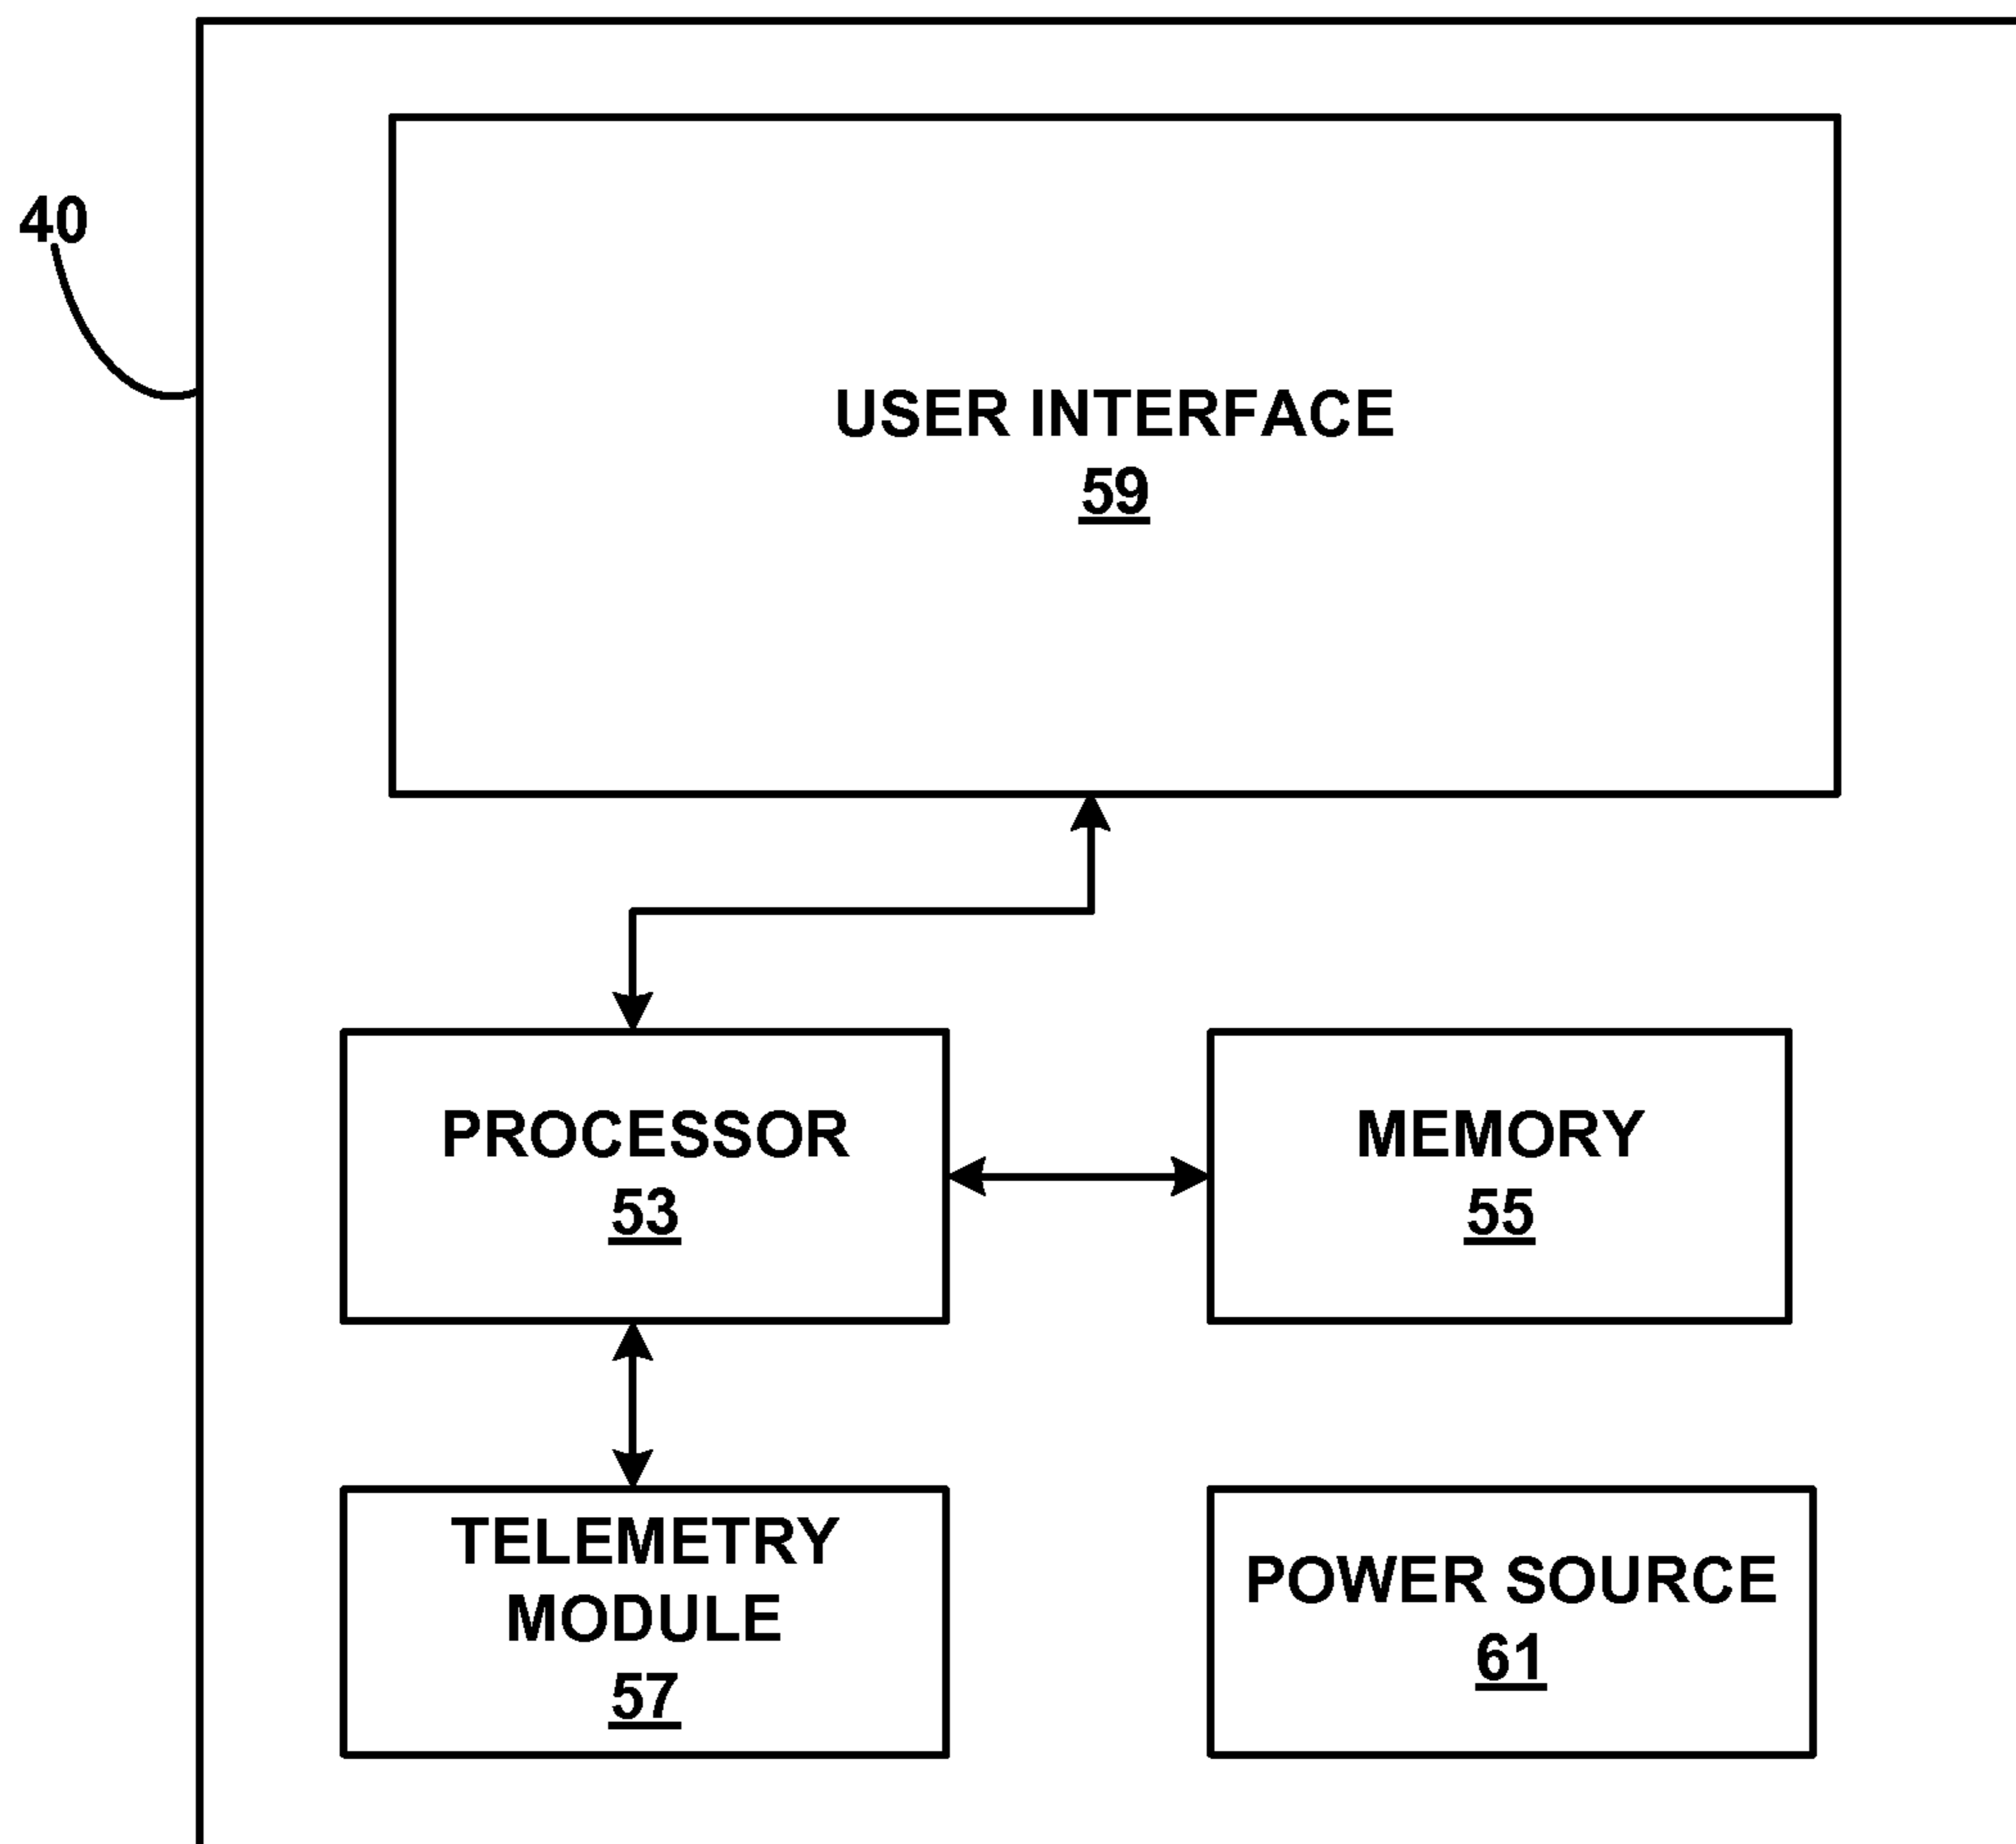 40
USER INTERFACE
59
PROCESSOR
53
MEMORY
55
TELEMETRY
MODULE
57
POWER SOURCE
61